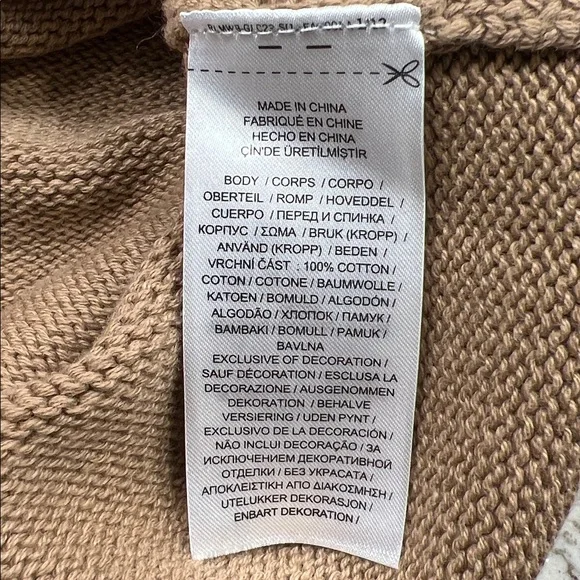 MADE IN CHINA
FABRIQUÉ EN CHINE
HECHO EN CHINA
ÇİN'DE ÜRETİLMİŞTİR
BODY / CORPS / CORPO /
OBERTEIL / ROMP / HOVEDDEL /
CUERPO / ПЕРЕД И СПИНКА /
КОРПУС / ΣΩΜΑ / BRUK (KROPP) /
ANVÄND (KROPP) / BEDEN /
VRCHNÍ ČÁST : 100% COTTON /
COTON / COTONE / BAUMWOLLE /
KATOEN / BOMULD / ALGODÓN /
ALGODÃO / ХЛОПОК / ПАМУК /
BAMBAKI / BOMULL / PAMUK /
BAVLNA
EXCLUSIVE OF DECORATION /
SAUF DÉCORATION / ESCLUSA LA
DECORAZIONE / AUSGENOMMEN
DEKORATION / BEHALVE
VERSIERING / UDEN PYNT /
EXCLUSIVO DE LA DECORACIÓN /
NÃO INCLUI DECORAÇÃO / ЗА
ИСКЛЮЧЕНИЕМ ДЕКОРАТИВНОЙ
ОТДЕЛКИ / БЕЗ УКРАСАТА /
ΑΠΟΚΛΕΙΣΤΙΚΗ ΑΠΟ ΔΙΑΚΟΣΜΗΣΗ /
UTELUKKER DEKORASJON /
ENBART DEKORATION /